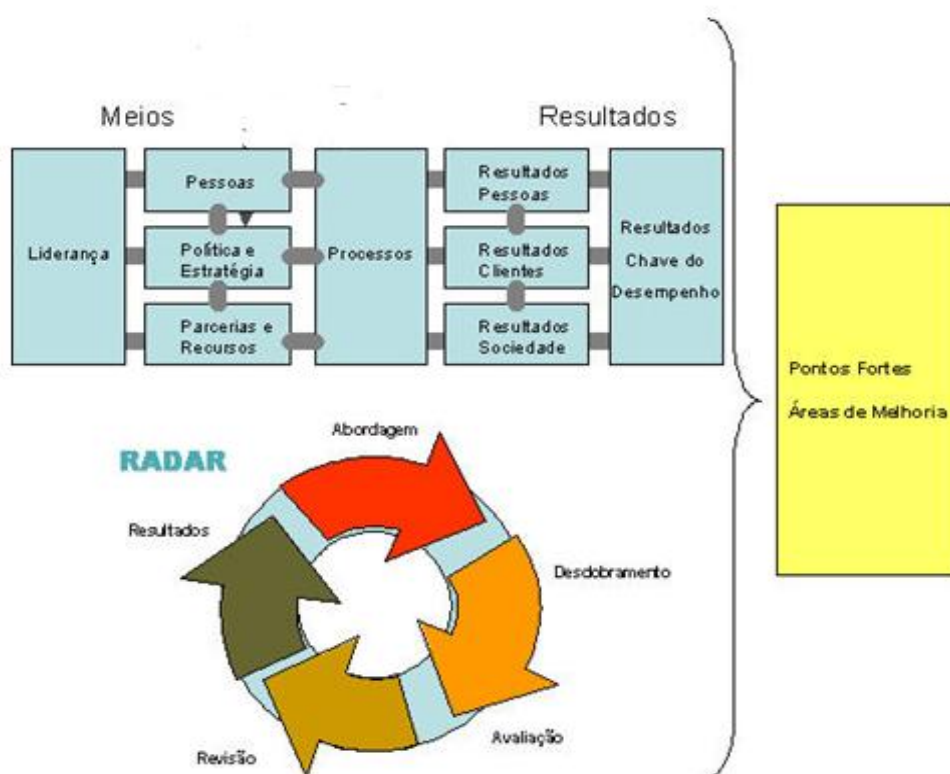 Meios
Resultados
Liderança
Pessoas
Política e
Estratégia
Parcerias e
Recursos
Processos
Resultados
Pessoas
Resultados
Clientes
Resultados
Sociedade
Resultados
Chave do
Desempenho
Pontos Fortes
Áreas de Melhoria
RADAR
Abordagem
Desdobramento
Avaliação
Revisão
Resultados